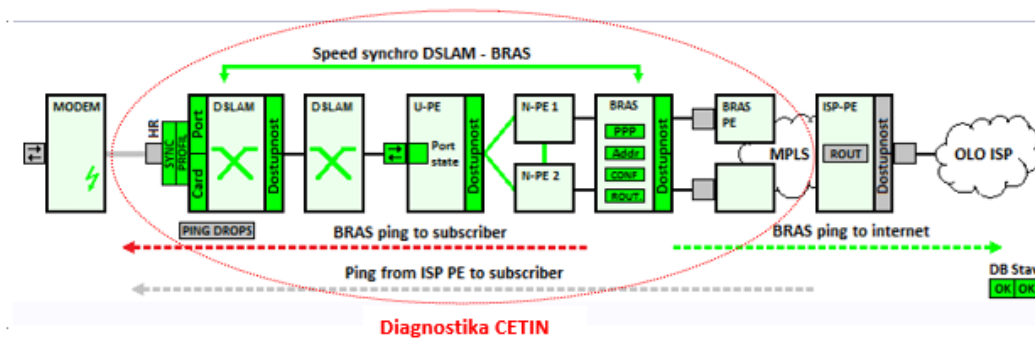 Speed synchro DSLAM - BRAS
MODEM
HR
SYNC
PROFIL
Card
Port
DSLAM
Dostupnost
DSLAM
U-PE
Port
state
Dostupnost
N-PE 1
N-PE 2
BRAS
PPP
Addr
CONF
ROUT.
Dostupnost
BRAS
PE
MPLS
ISP-PE
ROUT
Dostupnost
OLO ISP
PING DROPS
BRAS ping to subscriber
BRAS ping to internet
Ping from ISP PE to subscriber
DB Stav
OK OK
Diagnostika CETIN